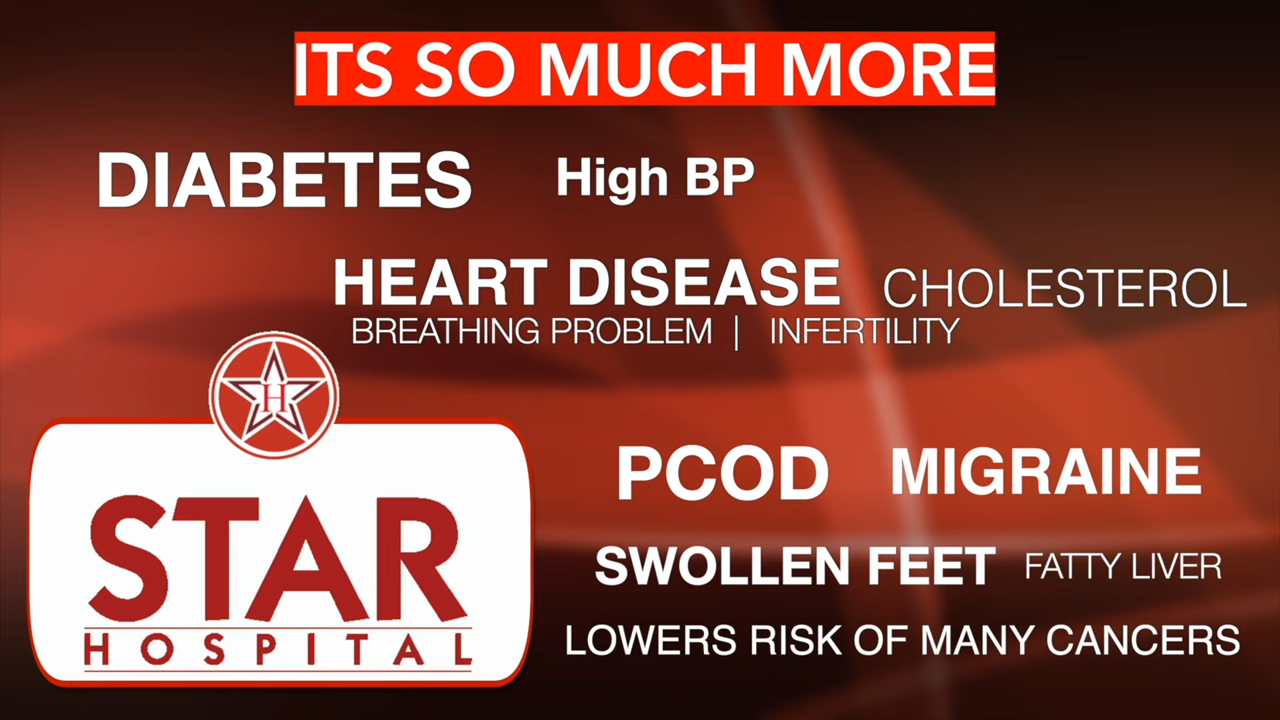 ITS SO MUCH MORE
DIABETES High BP
HEART DISEASE CHOLESTEROL
BREATHING PROBLEM | INFERTILITY
H
STAR
HOSPITAL
PCOD MIGRAINE
SWOLLEN FEET FATTY LIVER
LOWERS RISK OF MANY CANCERS